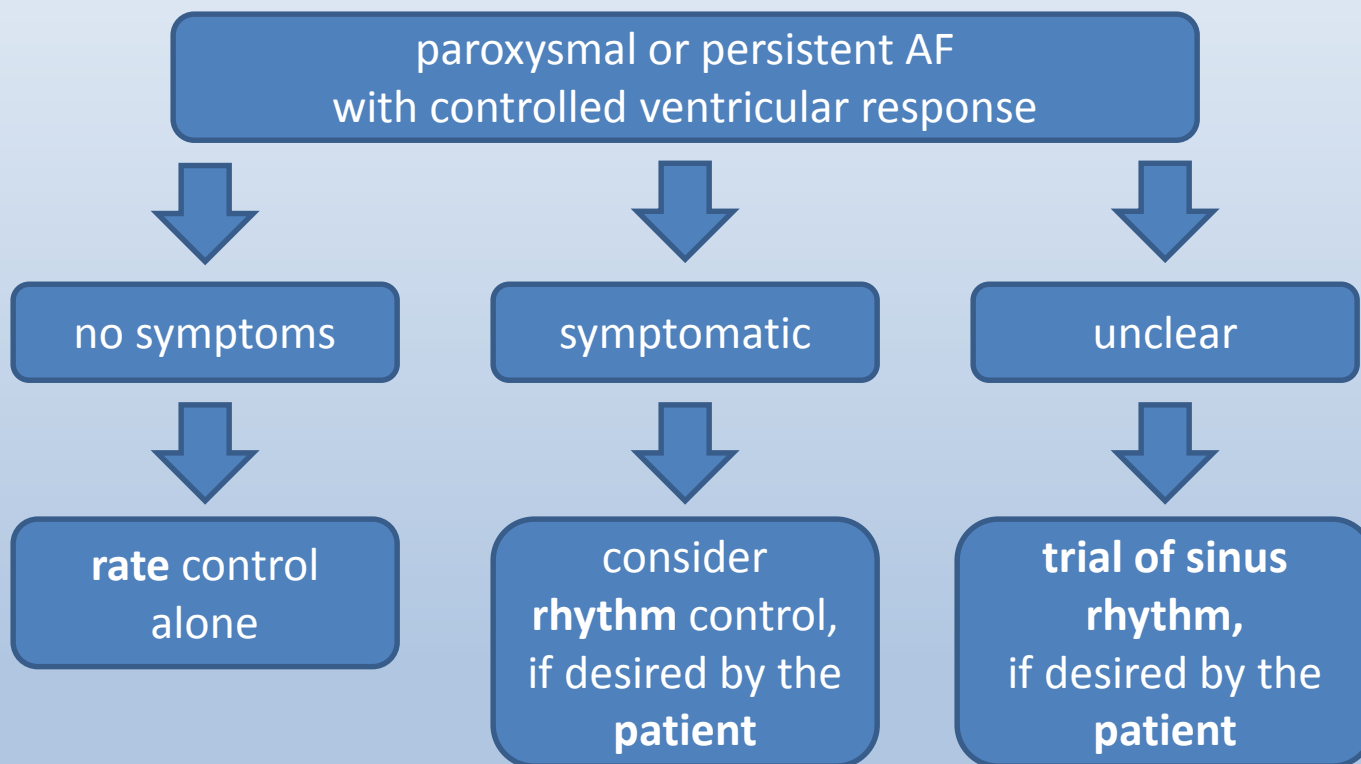 paroxysmal or persistent AF
with controlled ventricular response
no symptoms
symptomatic
unclear
rate control
alone
consider
rhythm control,
if desired by the
patient
trial of sinus
rhythm,
if desired by the
patient